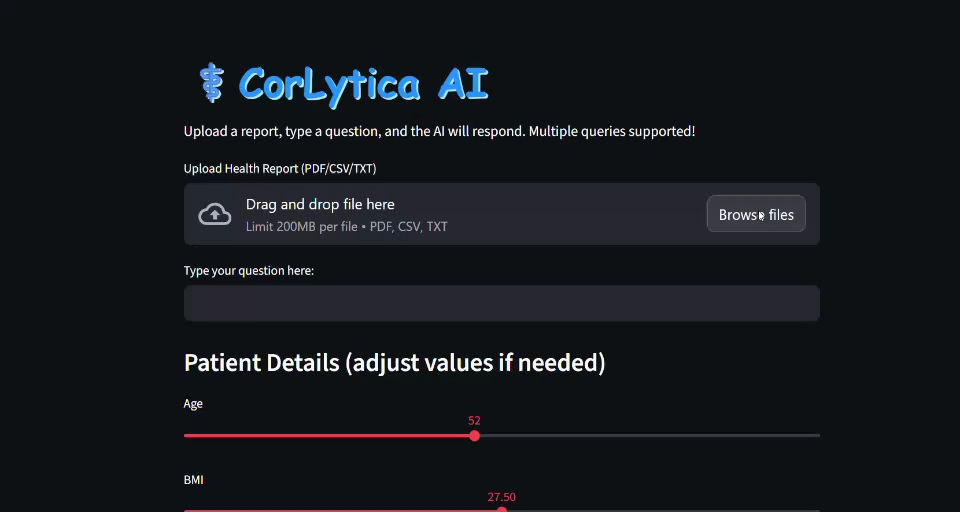 CorLytica AI
Upload a report, type a question, and the AI will respond. Multiple queries supported!
Upload Health Report (PDF/CSV/TXT)
Drag and drop file here
Limit 200MB per file • PDF, CSV, TXT
Browse files
Type your question here:
Patient Details (adjust values if needed)
Age
52
BMI
27.50